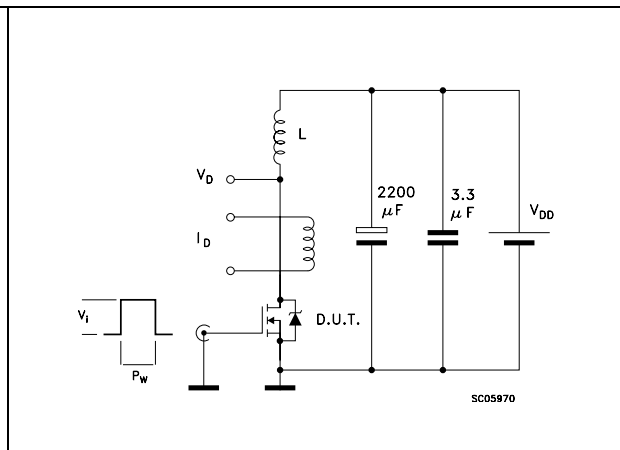 L
V_D
2200
μF
3.3
μF
V_DD
I_D
V_i
D.U.T.
P_W
SC05970